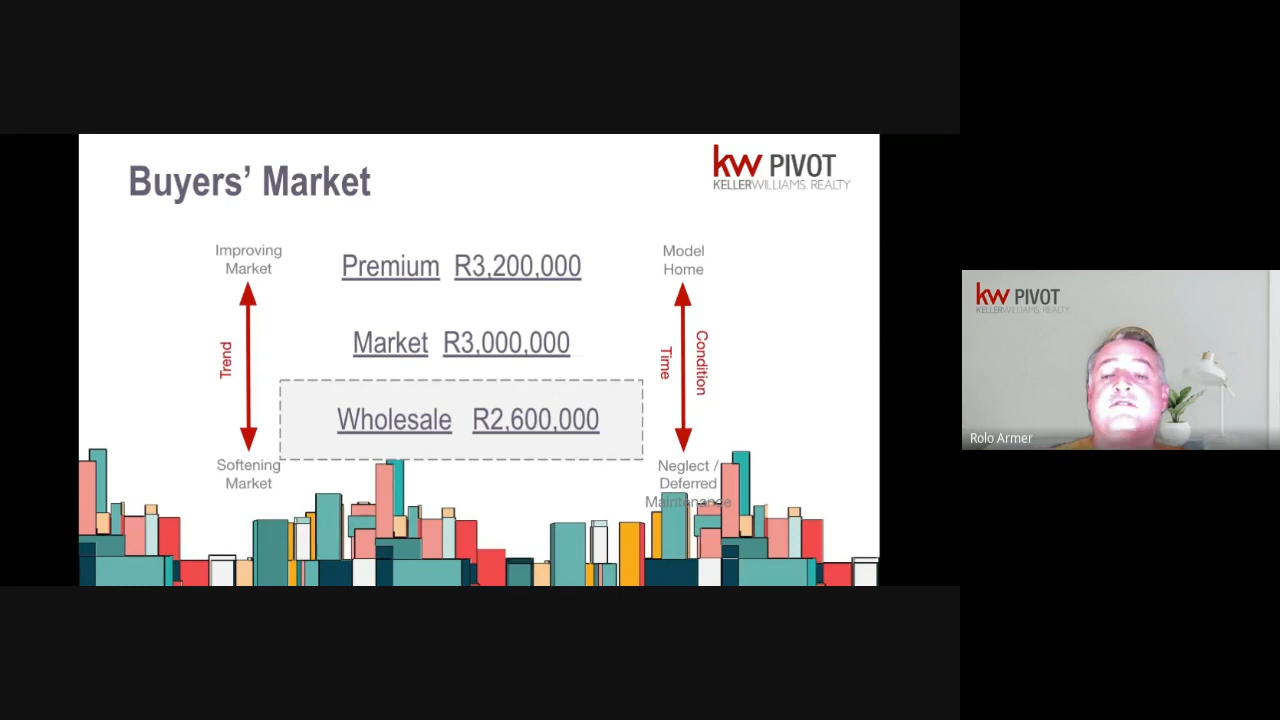 Buyers’ Market
kw PIVOT
KELLERWILLIAMS. REALTY
Improving
Market
Premium R3,200,000
Model
Home
Trend
Market R3,000,000
Time
Condition
Wholesale R2,600,000
Softening
Market
Neglect /
Deferred
Maintenance
kw PIVOT
KELLERWILLIAMS. REALTY
Rolo Armer